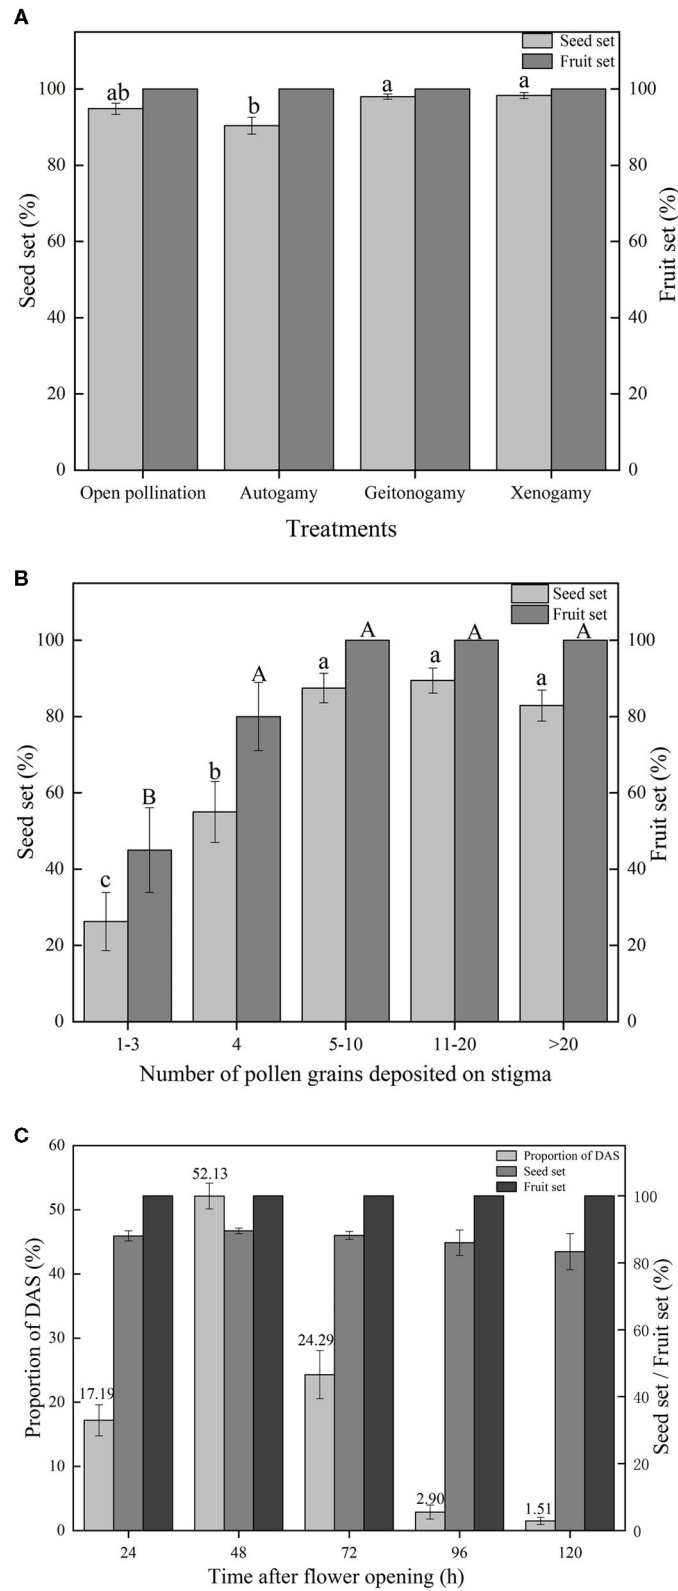 A
Seed set
Fruit set
ab
b
a
a
100
80
60
40
20
0
100
80
60
40
20
0
Seed set (%)
Fruit set (%)
Open pollination
Autogamy
Geitonogamy
Xenogamy
Treatments
B
Seed set
Fruit set
c
B
b
A
a
A
a
A
a
A
100
80
60
40
20
0
100
80
60
40
20
0
Seed set (%)
Fruit set (%)
1-3
4
5-10
11-20
>20
Number of pollen grains deposited on stigma
C
Proportion of DAS
Seed set
Fruit set
17.19
52.13
24.29
2.90
1.51
60
50
40
30
20
10
0
100
80
60
40
20
0
Proportion of DAS (%)
Seed set / Fruit set (%)
24
48
72
96
120
Time after flower opening (h)